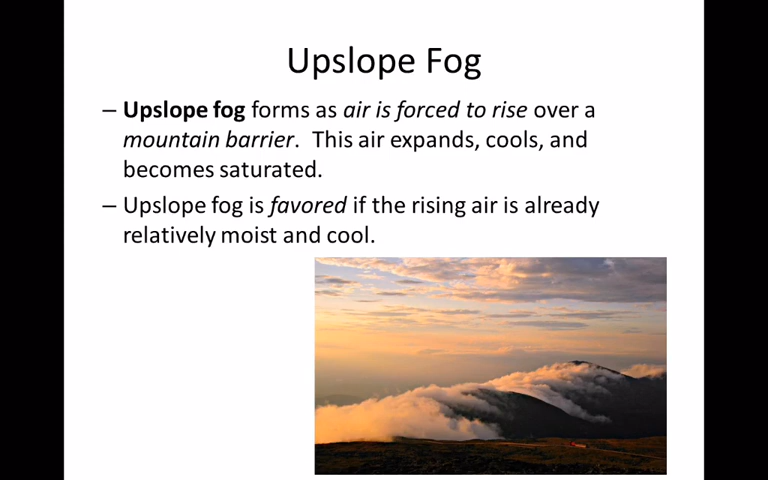 Upslope Fog
– Upslope fog forms as air is forced to rise over a
mountain barrier.  This air expands, cools, and
becomes saturated.
– Upslope fog is favored if the rising air is already
relatively moist and cool.